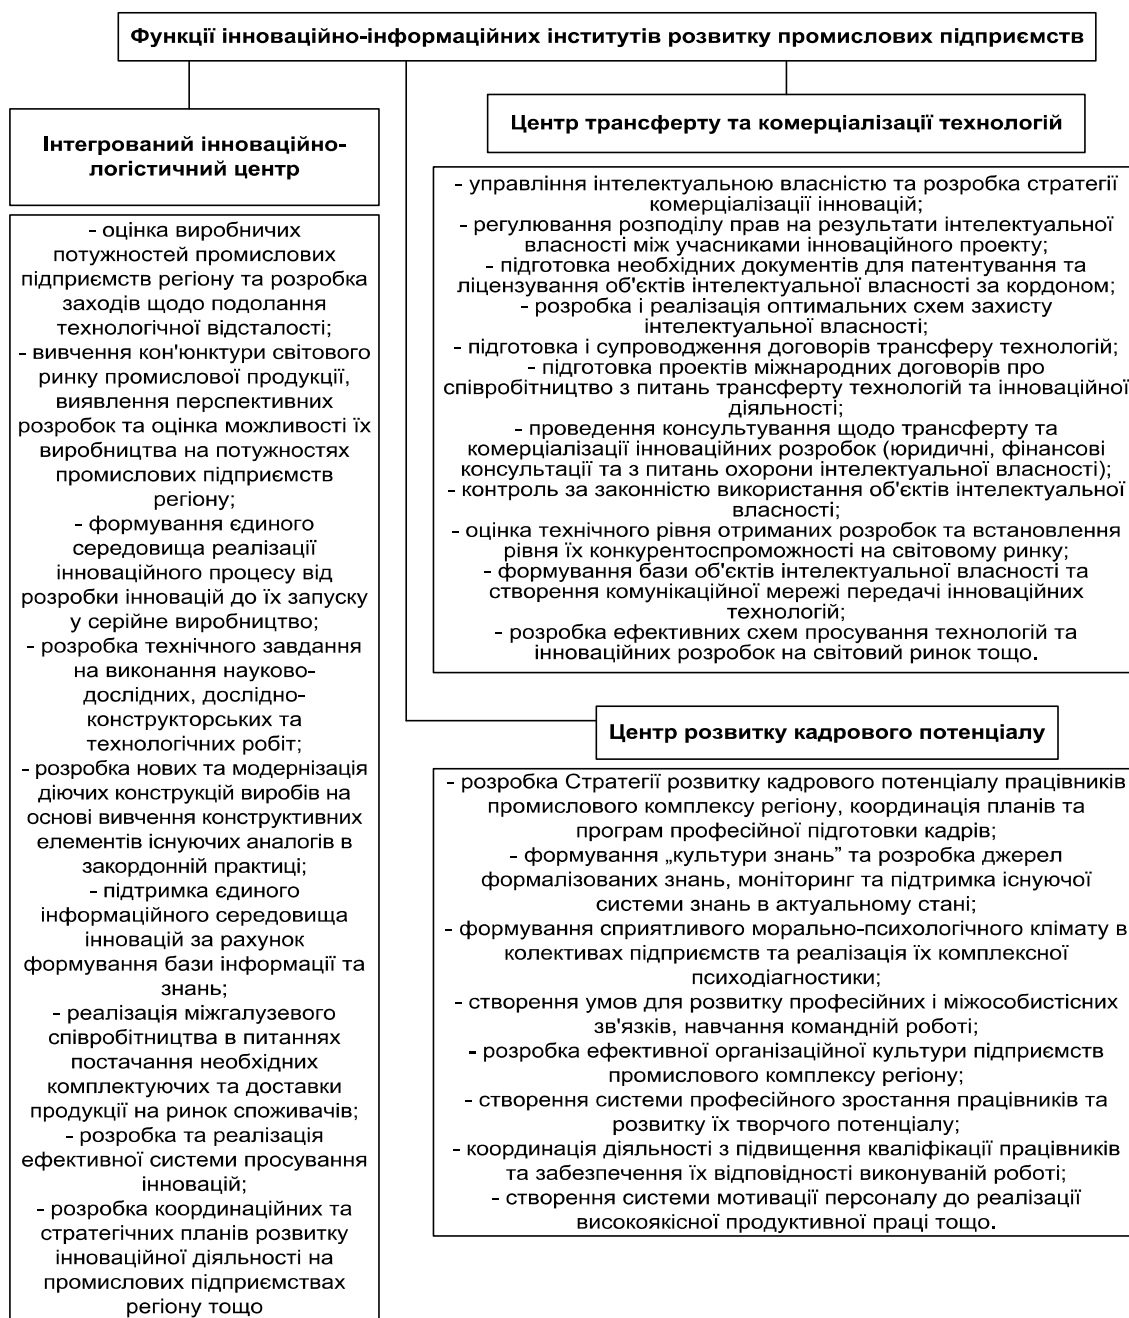 Функції інноваційно-інформаційних інститутів розвитку промислових підприємств
Інтегрований інноваційно-
логістичний центр
- оцінка виробничих
потужностей промислових
підприємств регіону та розробка
заходів щодо подолання
технологічної відсталості;
- вивчення кон'юнктури світового
ринку промислової продукції,
виявлення перспективних
розробок та оцінка можливості їх
виробництва на потужностях
промислових підприємств
регіону;
- формування єдиного
середовища реалізації
інноваційного процесу від
розробки інновацій до їх запуску
у серійне виробництво;
- розробка технічного завдання
на виконання науково-
дослідних, дослідно-
конструкторських та
технологічних робіт;
- розробка нових та модернізація
діючих конструкцій виробів на
основі вивчення конструктивних
елементів існуючих аналогів в
закордонній практиці;
- підтримка єдиного
інформаційного середовища
інновацій за рахунок
формування бази інформації та
знань;
- реалізація міжгалузевого
співробітництва в питаннях
постачання необхідних
комплектуючих та доставки
продукції на ринок споживачів;
- розробка та реалізація
ефективної системи просування
інновацій;
- розробка координаційних та
стратегічних планів розвитку
інноваційної діяльності на
промислових підприємствах
регіону тощо
Центр трансферту та комерціалізації технологій
- управління інтелектуальною власністю та розробка стратегії
комерціалізації інновацій;
- регулювання розподілу прав на результати інтелектуальної
власності між учасниками інноваційного проекту;
- підготовка необхідних документів для патентування та
ліцензування об'єктів інтелектуальної власності за кордоном;
- розробка і реалізація оптимальних схем захисту
інтелектуальної власності;
- підготовка і супроводження договорів трансферу технологій;
- підготовка проектів міжнародних договорів про
співробітництво з питань трансферту технологій та інноваційної
діяльності;
- проведення консультування щодо трансферту та
комерціалізації інноваційних розробок (юридичні, фінансові
консультації та з питань охорони інтелектуальної власності);
- контроль за законністю використання об'єктів інтелектуальної
власності;
- оцінка технічного рівня отриманих розробок та встановлення
рівня їх конкурентоспроможності на світовому ринку;
- формування бази об'єктів інтелектуальної власності та
створення комунікаційної мережі передачі інноваційних
технологій;
- розробка ефективних схем просування технологій та
інноваційних розробок на світовий ринок тощо.
Центр розвитку кадрового потенціалу
- розробка Стратегії розвитку кадрового потенціалу працівників
промислового комплексу регіону, координація планів та
програм професійної підготовки кадрів;
- формування „культури знань” та розробка джерел
формалізованих знань, моніторинг та підтримка існуючої
системи знань в актуальному стані;
- формування сприятливого морально-психологічного клімату в
колективах підприємств та реалізація їх комплексної
психодіагностики;
- створення умов для розвитку професійних і міжособистісних
зв'язків, навчання командній роботі;
- розробка ефективної організаційної культури підприємств
промислового комплексу регіону;
- створення системи професійного зростання працівників та
розвитку їх творчого потенціалу;
- координація діяльності з підвищення кваліфікації працівників
та забезпечення їх відповідності виконуваній роботі;
- створення системи мотивації персоналу до реалізації
високоякісної продуктивної праці тощо.